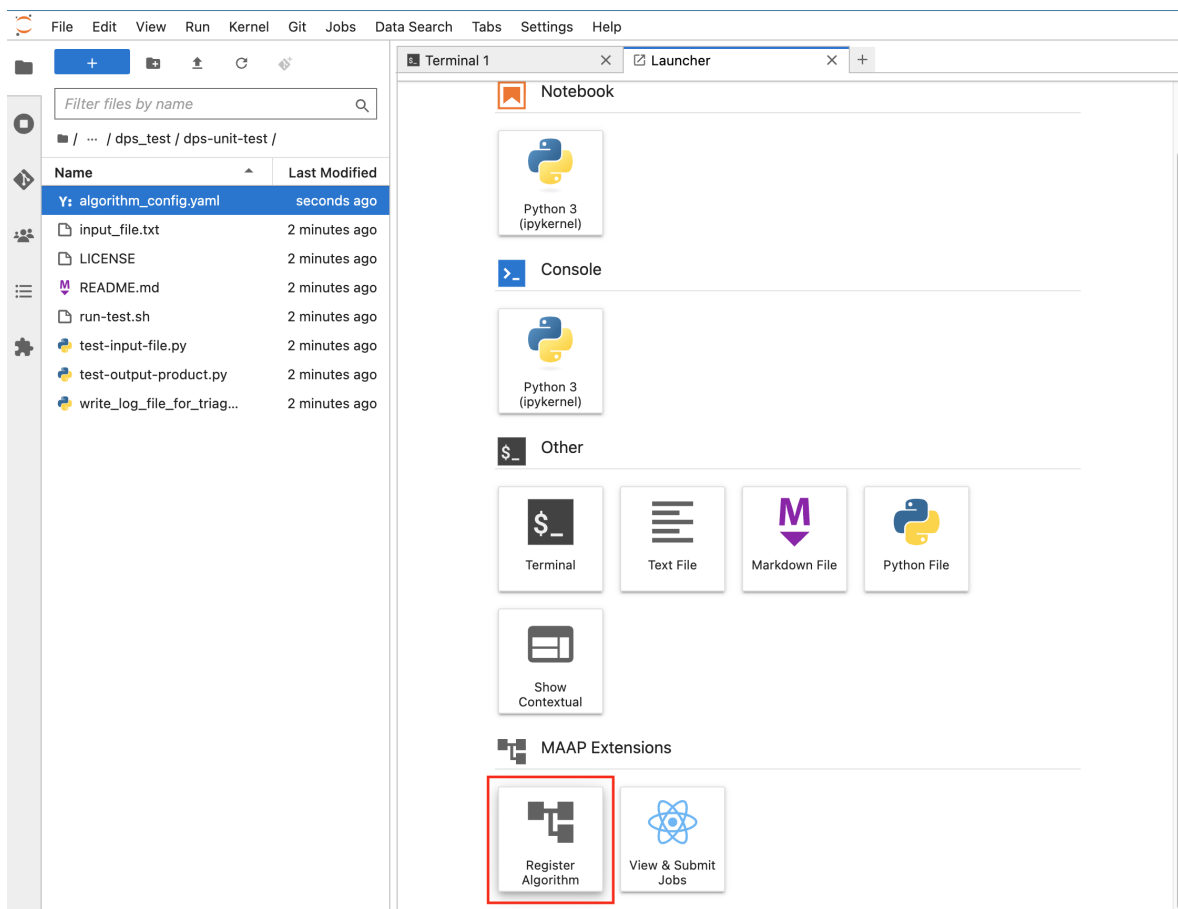 File Edit View Run Kernel Git Jobs Data Search Tabs Settings Help
+
Filter files by name
/ ··· / dps_test / dps-unit-test /
Name Last Modified
Y: algorithm_config.yaml seconds ago
input_file.txt 2 minutes ago
LICENSE 2 minutes ago
M README.md 2 minutes ago
run-test.sh 2 minutes ago
test-input-file.py 2 minutes ago
test-output-product.py 2 minutes ago
write_log_file_for_triag... 2 minutes ago
$_ Terminal 1 × Launcher × +
Notebook
Python 3
(ipykernel)
>_ Console
Python 3
(ipykernel)
$_ Other
$_ M
Terminal Text File Markdown File Python File
Show
Contextual
MAAP Extensions
Register
Algorithm
View & Submit
Jobs